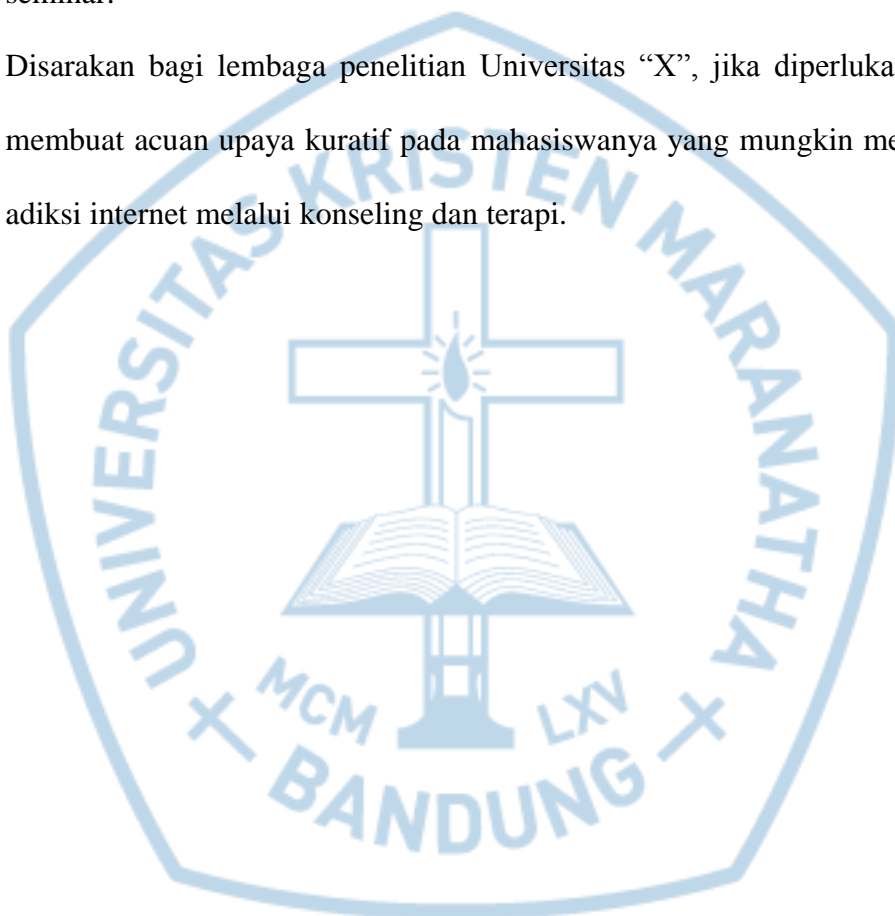 seminar.
Disarakan bagi lembaga penelitian Universitas “X”, jika diperluka
membuat acuan upaya kuratif pada mahasiswanya yang mungkin me
adiksi internet melalui konseling dan terapi.
UNIVERSITAS KRISTEN MARANATHA
MCM LXV
BANDUNG